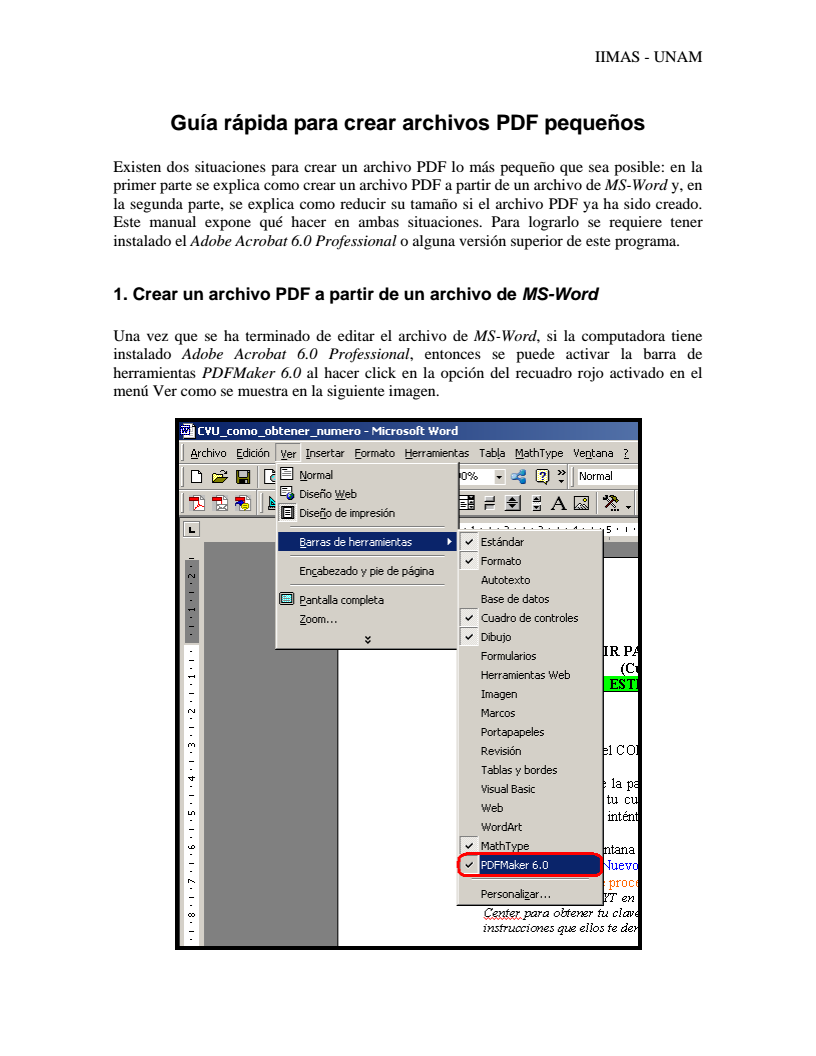 IIMAS - UNAM
Guía rápida para crear archivos PDF pequeños
Existen dos situaciones para crear un archivo PDF lo más pequeño que sea posible: en la
primer parte se explica como crear un archivo PDF a partir de un archivo de MS-Word y, en
la segunda parte, se explica como reducir su tamaño si el archivo PDF ya ha sido creado.
Este manual expone qué hacer en ambas situaciones. Para lograrlo se requiere tener
instalado el Adobe Acrobat 6.0 Professional o alguna versión superior de este programa.
1. Crear un archivo PDF a partir de un archivo de MS-Word
Una vez que se ha terminado de editar el archivo de MS-Word, si la computadora tiene
instalado Adobe Acrobat 6.0 Professional, entonces se puede activar la barra de
herramientas PDFMaker 6.0 al hacer click en la opción del recuadro rojo activado en el
menú Ver como se muestra en la siguiente imagen.
CVU_como_obtener_numero - Microsoft Word
Archivo Edición Ver Insertar Formato Herramientas Tabla MathType Ventana ?
Normal
0%
Normal
Diseño Web
Diseño de impresión
Barras de herramientas
Encabezado y pie de página
Pantalla completa
Zoom...
Estándar
Formato
Autotexto
Base de datos
Cuadro de controles
Dibujo
Formularios
Herramientas Web
Imagen
Marcos
Portapapeles
Revisión
Tablas y bordes
Visual Basic
Web
WordArt
MathType
PDFMaker 6.0
Personalizar...
IR PA
(Cu
ESTE
el CO
e la pa
tu cu
intént
ntana
Nuevo
proce
YT en
Center para obtener tu clave
instrucciones que ellos te den